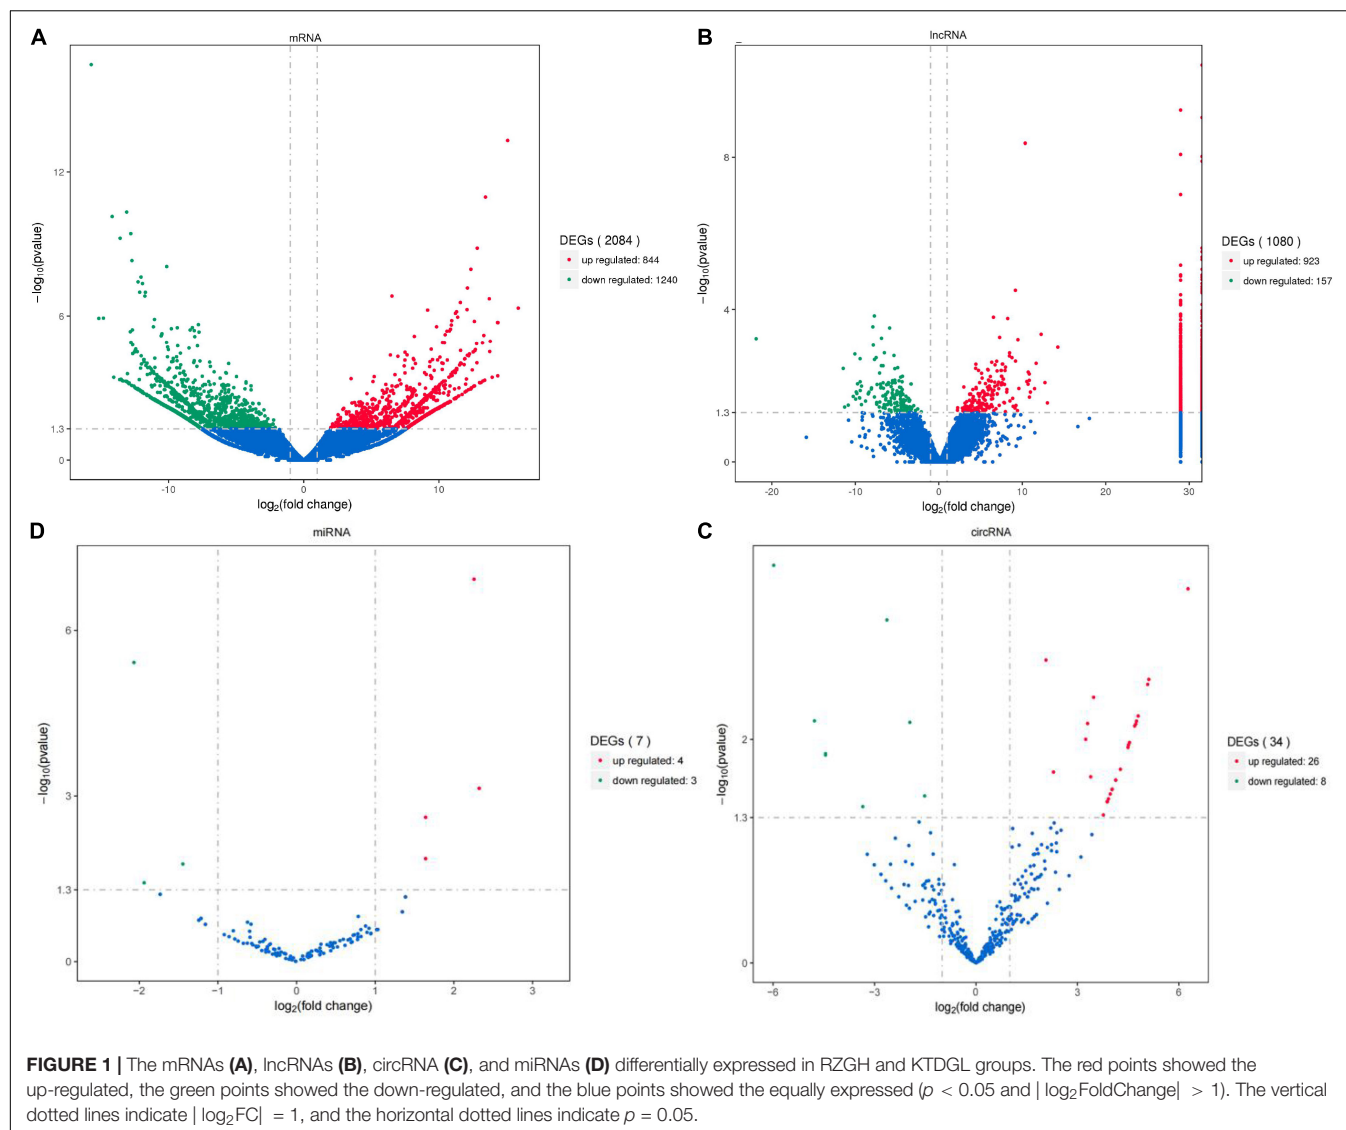 A
mRNA
12
6
1.3
0
-10
0
10
−log10(pvalue)
log2(fold change)
DEGs ( 2084 )
up regulated: 844
down regulated: 1240
B
lncRNA
8
4
1.3
0
-20
-10
0
10
20
30
−log10(pvalue)
log2(fold change)
DEGs ( 1080 )
up regulated: 923
down regulated: 157
D
miRNA
6
3
1.3
0
−2
−1
0
1
2
3
−log10(pvalue)
log2(fold change)
DEGs ( 7 )
up regulated: 4
down regulated: 3
C
circRNA
2
1.3
0
−6
−3
0
3
6
−log10(pvalue)
log2(fold change)
DEGs ( 34 )
up regulated: 26
down regulated: 8
FIGURE 1 | The mRNAs (A), lncRNAs (B), circRNA (C), and miRNAs (D) differentially expressed in RZGH and KTDGL groups. The red points showed the
up-regulated, the green points showed the down-regulated, and the blue points showed the equally expressed (p < 0.05 and | log2FoldChange| > 1). The vertical
dotted lines indicate | log2FC| = 1, and the horizontal dotted lines indicate p = 0.05.